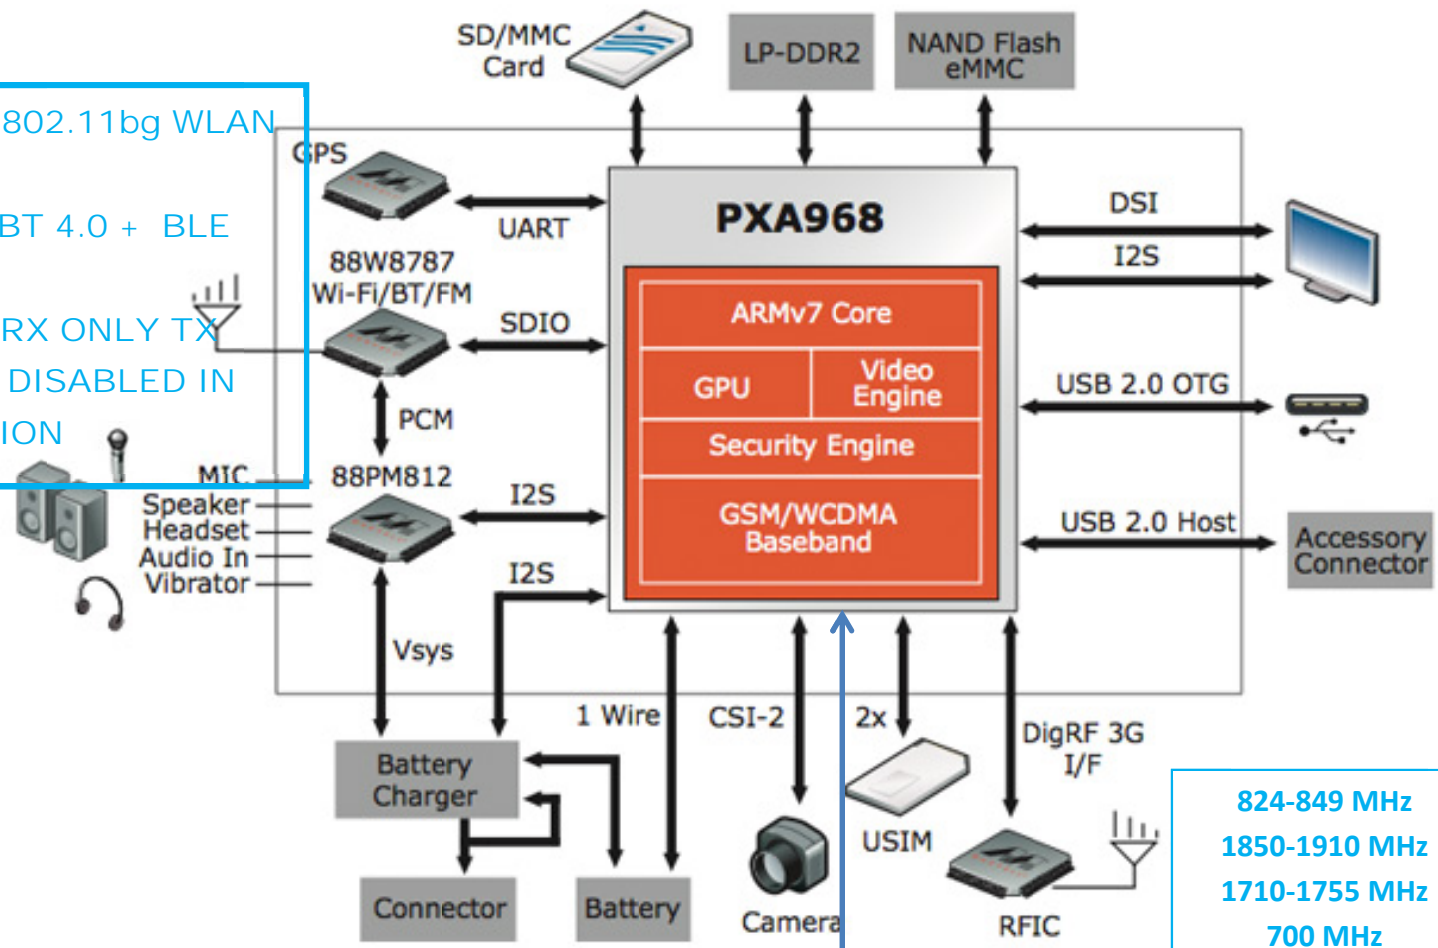 SD/MMC
Card
LP-DDR2
NAND Flash
eMMC
802.11bg WLAN
BT 4.0 + BLE
RX ONLY TX
DISABLED IN
ION
GPS
UART
88W8787
Wi-Fi/BT/FM
SDIO
PCM
MIC
Speaker
Headset
Audio In
Vibrator
88PM812
I2S
I2S
Vsys
PXA968
ARMv7 Core
GPU
Video
Engine
Security Engine
GSM/WCDMA
Baseband
DSI
I2S
USB 2.0 OTG
USB 2.0 Host
Accessory
Connector
1 Wire
CSI-2
2x
DigRF 3G
I/F
Battery
Charger
Connector
Battery
Camera
USIM
RFIC
824-849 MHz
1850-1910 MHz
1710-1755 MHz
700 MHz